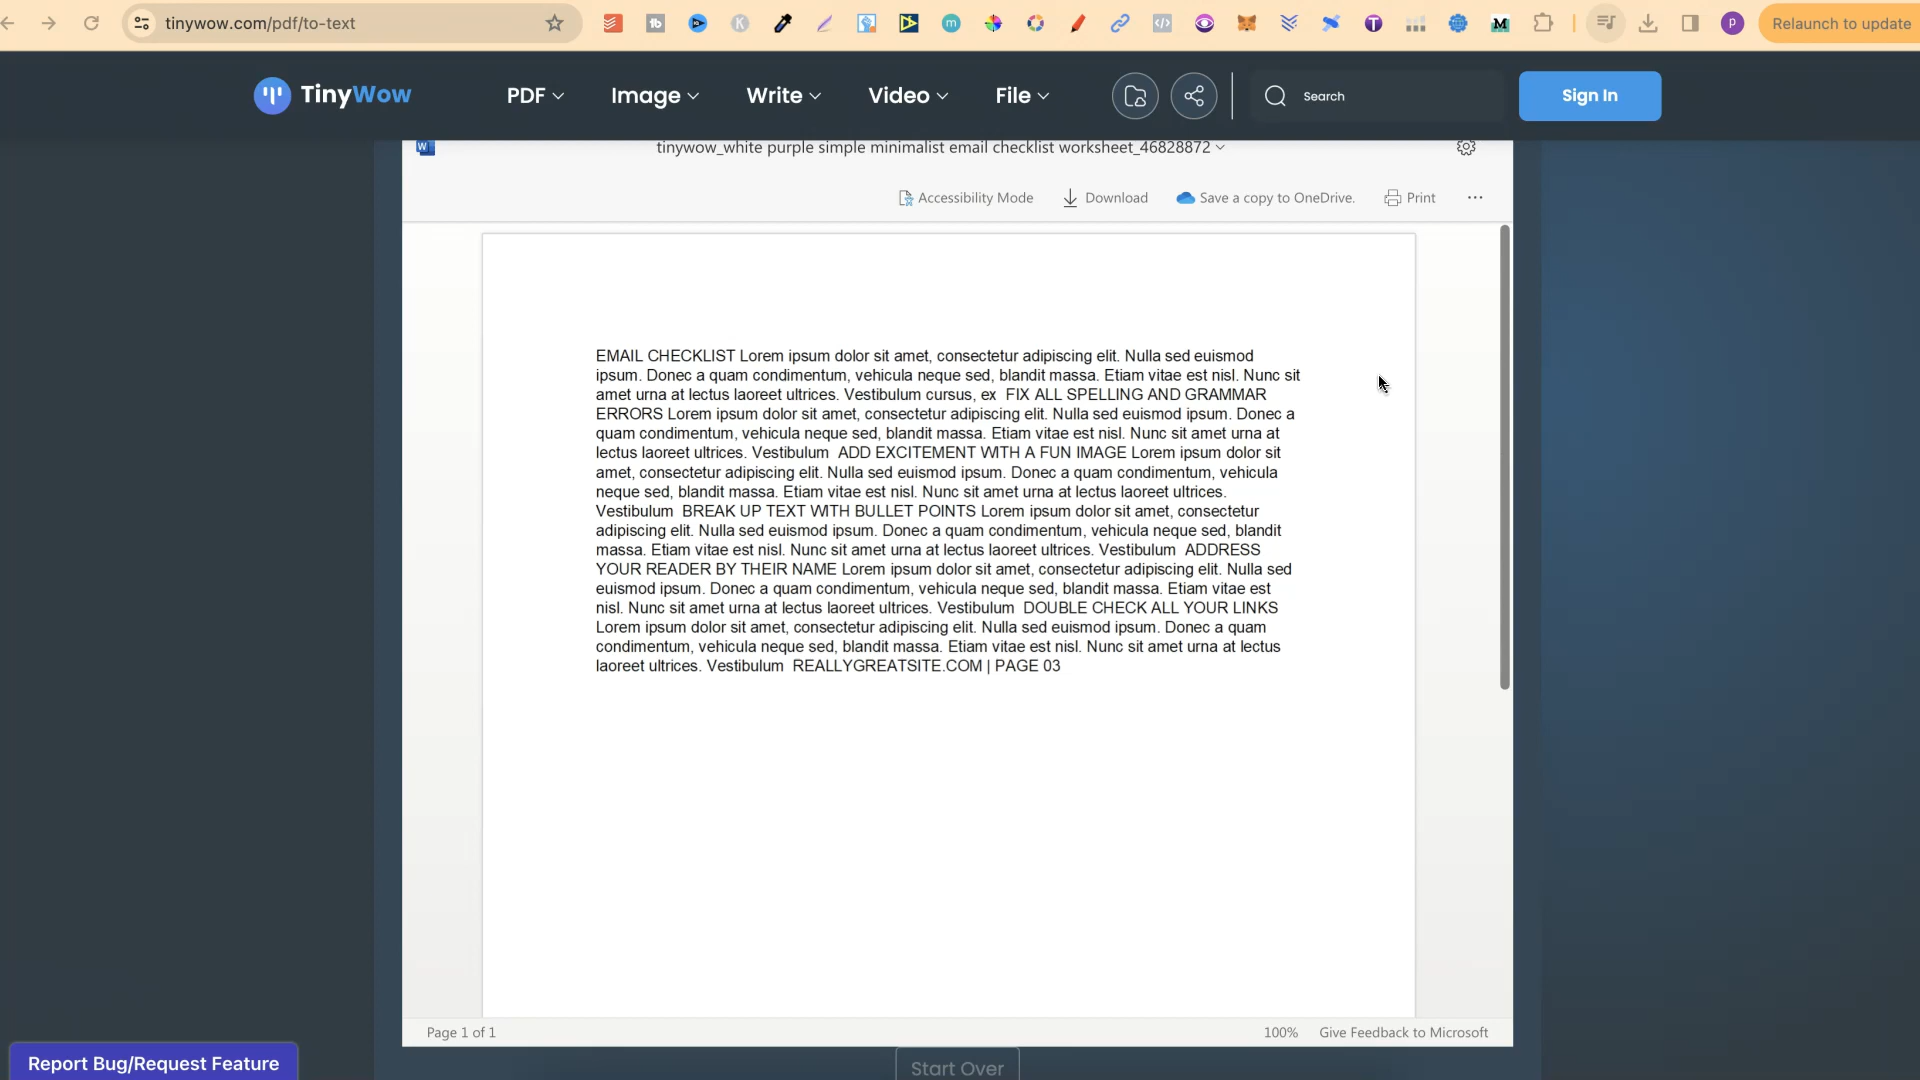 tinywow.com/pdf/to-text
Relaunch to update
TinyWow
PDF
Image
Write
Video
File
Search
Sign In
tinywow_white purple simple minimalist email checklist worksheet_46828872
Accessibility Mode
Download
Save a copy to OneDrive.
Print
EMAIL CHECKLIST Lorem ipsum dolor sit amet, consectetur adipiscing elit. Nulla sed euismod
ipsum. Donec a quam condimentum, vehicula neque sed, blandit massa. Etiam vitae est nisl. Nunc sit
amet urna at lectus laoreet ultrices. Vestibulum cursus, ex  FIX ALL SPELLING AND GRAMMAR
ERRORS Lorem ipsum dolor sit amet, consectetur adipiscing elit. Nulla sed euismod ipsum. Donec a
quam condimentum, vehicula neque sed, blandit massa. Etiam vitae est nisl. Nunc sit amet urna at
lectus laoreet ultrices. Vestibulum  ADD EXCITEMENT WITH A FUN IMAGE Lorem ipsum dolor sit
amet, consectetur adipiscing elit. Nulla sed euismod ipsum. Donec a quam condimentum, vehicula
neque sed, blandit massa. Etiam vitae est nisl. Nunc sit amet urna at lectus laoreet ultrices.
Vestibulum  BREAK UP TEXT WITH BULLET POINTS Lorem ipsum dolor sit amet, consectetur
adipiscing elit. Nulla sed euismod ipsum. Donec a quam condimentum, vehicula neque sed, blandit
massa. Etiam vitae est nisl. Nunc sit amet urna at lectus laoreet ultrices. Vestibulum  ADDRESS
YOUR READER BY THEIR NAME Lorem ipsum dolor sit amet, consectetur adipiscing elit. Nulla sed
euismod ipsum. Donec a quam condimentum, vehicula neque sed, blandit massa. Etiam vitae est
nisl. Nunc sit amet urna at lectus laoreet ultrices. Vestibulum  DOUBLE CHECK ALL YOUR LINKS
Lorem ipsum dolor sit amet, consectetur adipiscing elit. Nulla sed euismod ipsum. Donec a quam
condimentum, vehicula neque sed, blandit massa. Etiam vitae est nisl. Nunc sit amet urna at lectus
laoreet ultrices. Vestibulum  REALLYGREATSITE.COM | PAGE 03
Page 1 of 1
100%
Give Feedback to Microsoft
Report Bug/Request Feature
Start Over